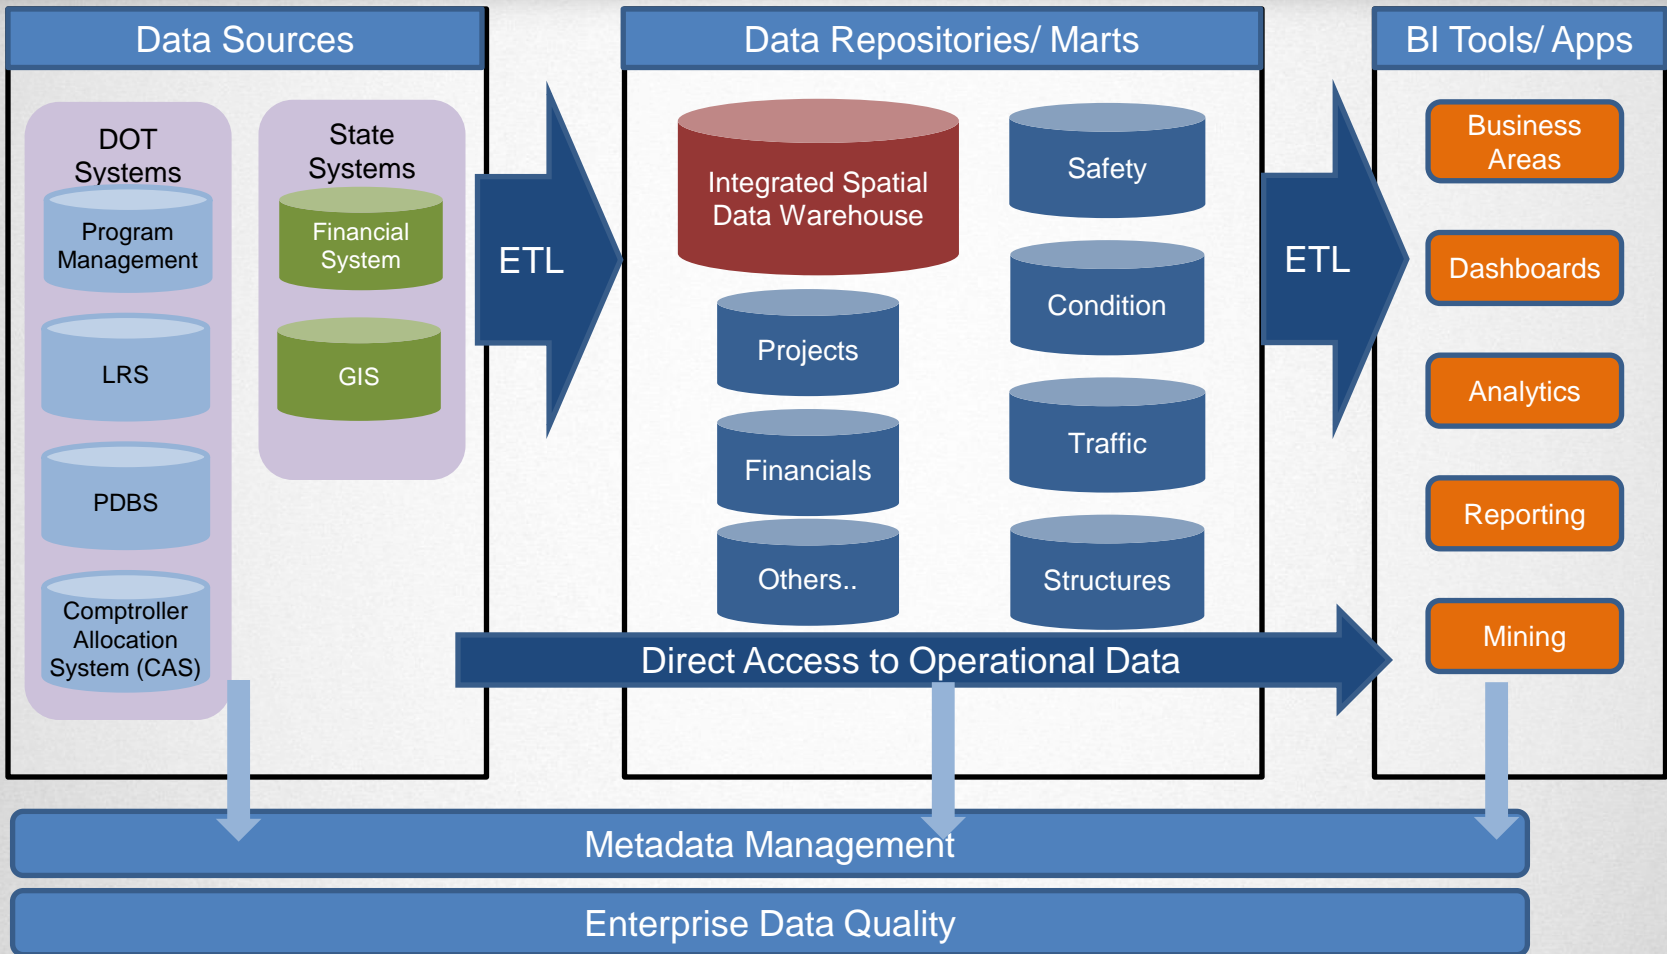 Data Sources
Data Repositories/ Marts
BI Tools/ Apps
DOT
Systems
Program
Management
LRS
PDBS
Comptroller
Allocation
System (CAS)
State
Systems
Financial
System
GIS
ETL
Integrated Spatial
Data Warehouse
Projects
Financials
Others..
Safety
Condition
Traffic
Structures
ETL
Business
Areas
Dashboards
Analytics
Reporting
Mining
Direct Access to Operational Data
Metadata Management
Enterprise Data Quality